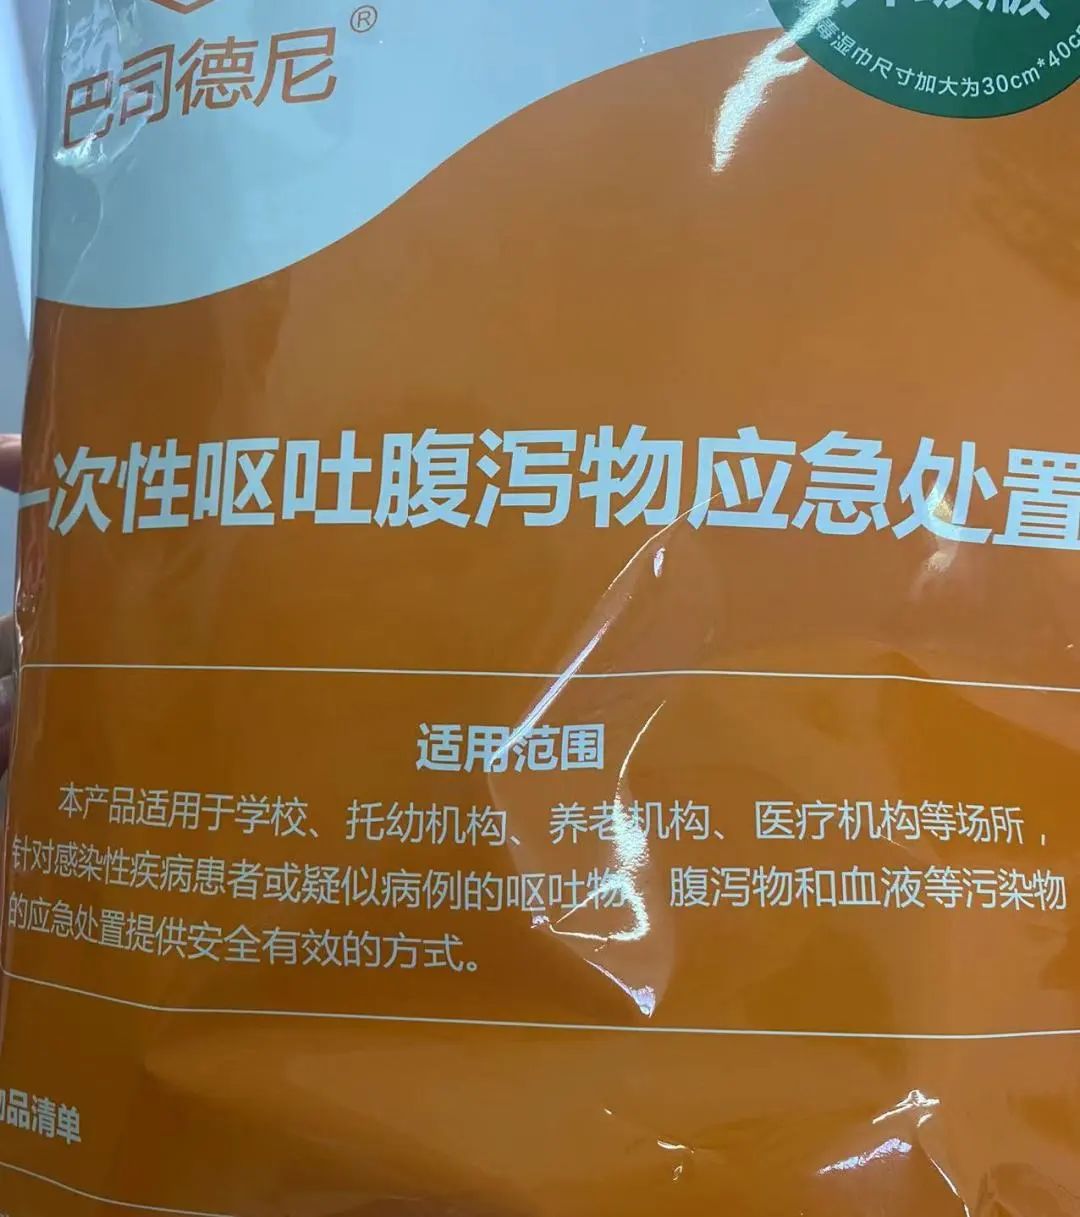 巴司德尼®
毒湿巾尺寸加大为30cm*40c
一次性呕吐腹泻物应急处置
适用范围
本产品适用于学校、托幼机构、养老机构、医疗机构等场所，
针对感染性疾病患者或疑似病例的呕吐物、腹泻物和血液等污染物
的应急处置提供安全有效的方式。
物品清单